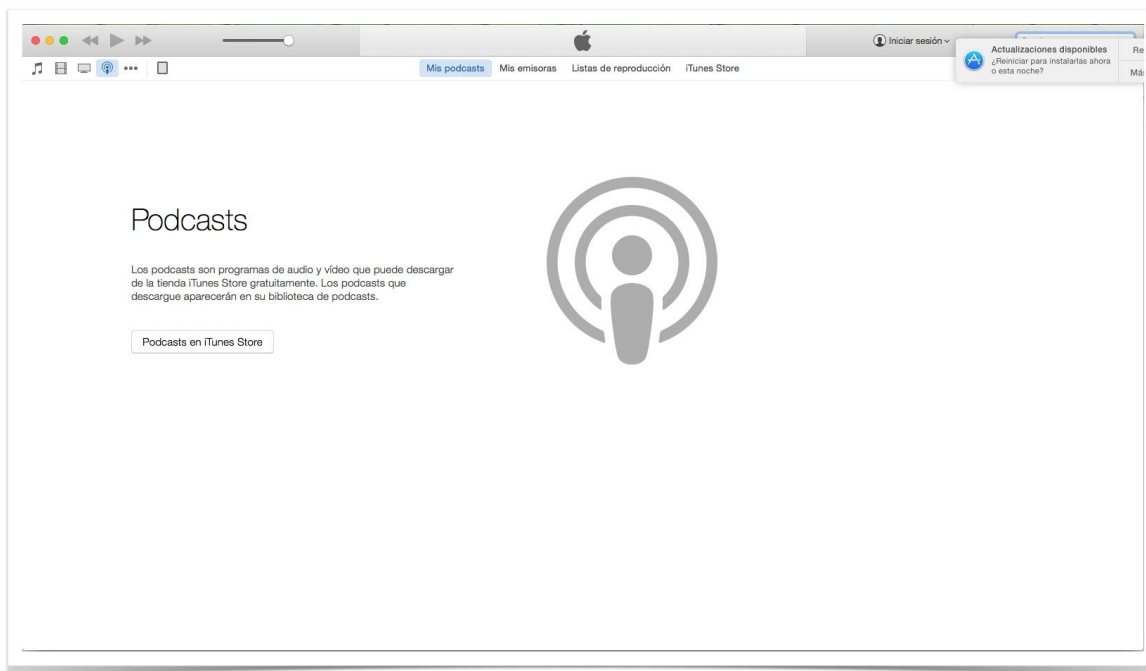 Iniciar sesión
Actualizaciones disponibles
¿Reiniciar para instalarlas ahora
o esta noche?
Mis podcasts
Mis emisoras
Listas de reproducción
iTunes Store
Podcasts
Los podcasts son programas de audio y vídeo que puede descargar
de la tienda iTunes Store gratuitamente. Los podcasts que
descargue aparecerán en su biblioteca de podcasts.
Podcasts en iTunes Store